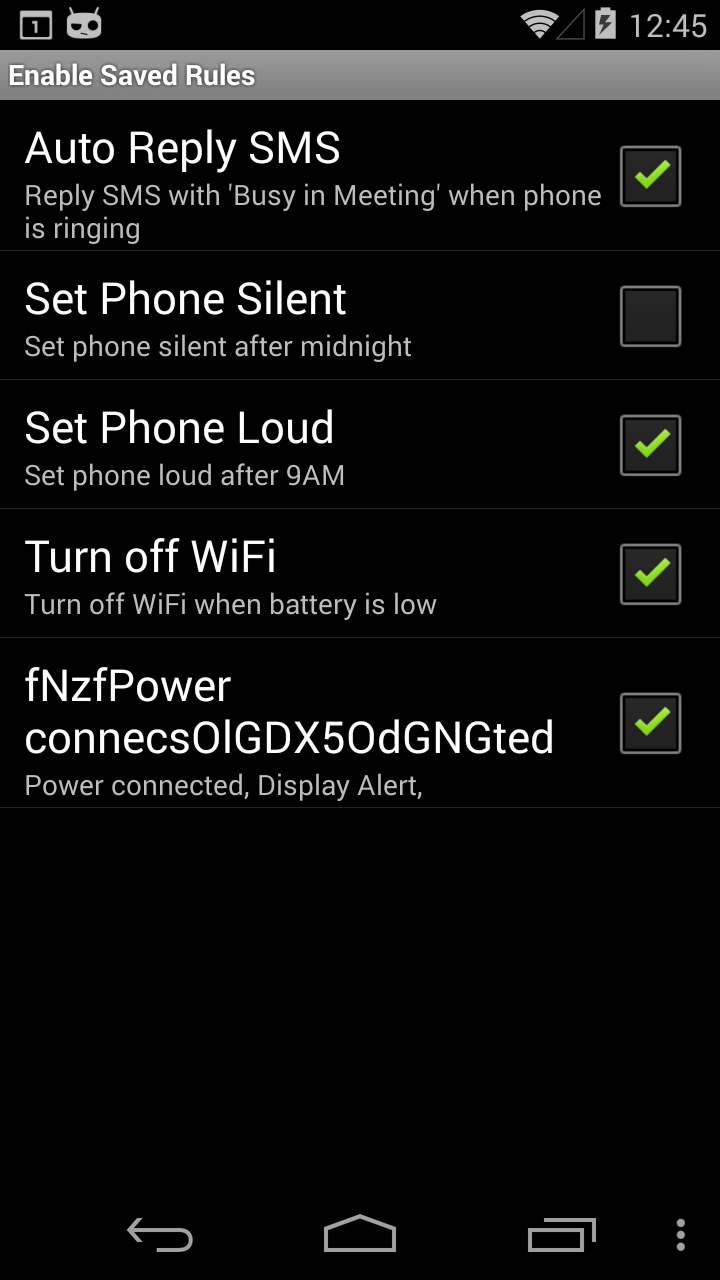 1
12:45
Enable Saved Rules
Auto Reply SMS
Reply SMS with 'Busy in Meeting' when phone
is ringing
Set Phone Silent
Set phone silent after midnight
Set Phone Loud
Set phone loud after 9AM
Turn off WiFi
Turn off WiFi when battery is low
fNzfPower
connecsOlGDX5OdGNGted
Power connected, Display Alert,